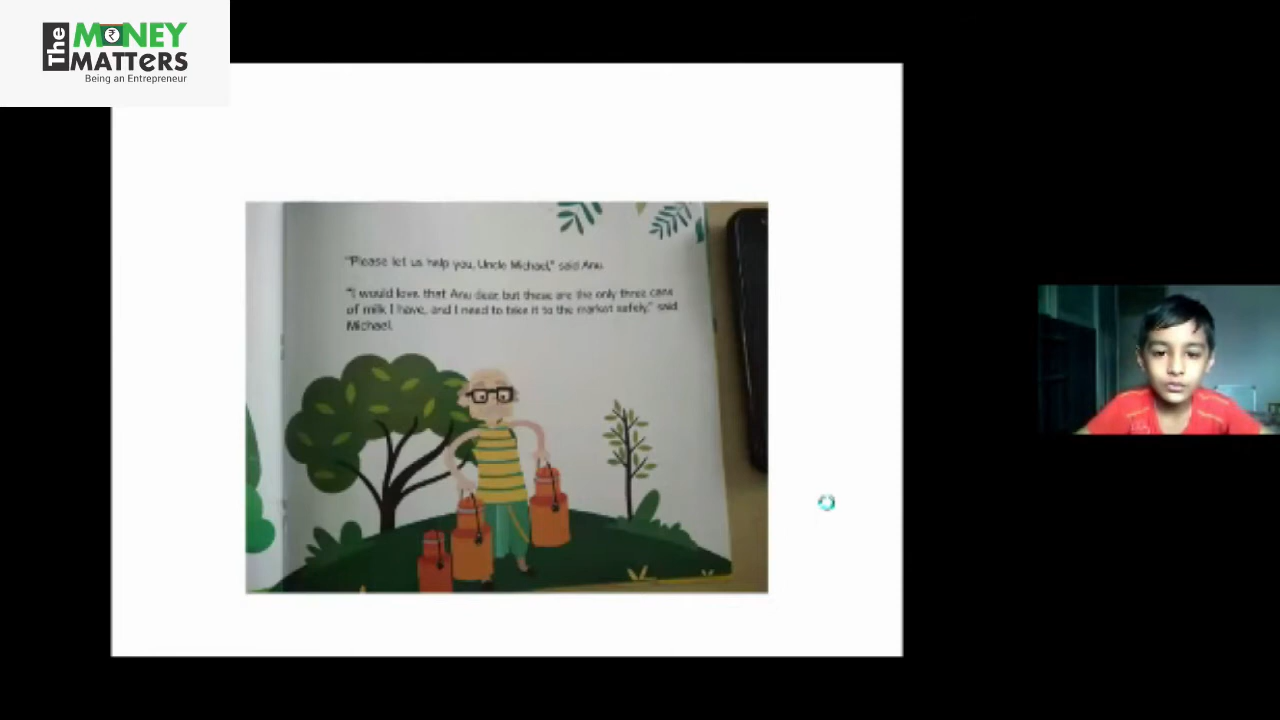 The MONEY
MATTERS
Being an Entrepreneur
"Please let us help you, Uncle Michael," said Anu.
"I would love that Anu dear, but these are the only three cans
of milk I have, and I need to take it to the market safely," said
Michael.